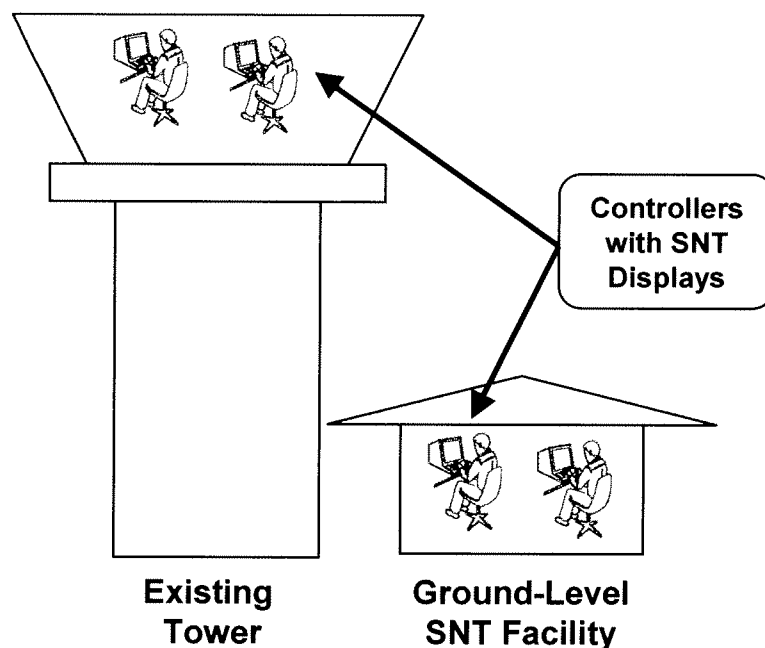 Controllers
with SNT
Displays
Existing
Tower
Ground-Level
SNT Facility